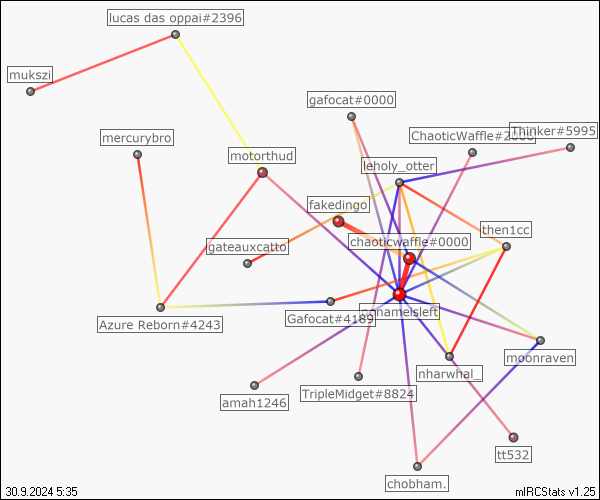 lucas das oppai#2396
mukszi
gafocat#0000
mercurybro
ChaoticWaffle#2000
Thinker#5995
motorthud
leholy_otter
fakedingo
then1cc
gateauxcatto
chaoticwaffle#0000
Azure Reborn#4243
Gafocat#4189
nonameisleft
moonraven
nharwhal_
amah1246
TripleMidget#8824
tt532
chobham.
30.9.2024 5:35
mIRCStats v1.25